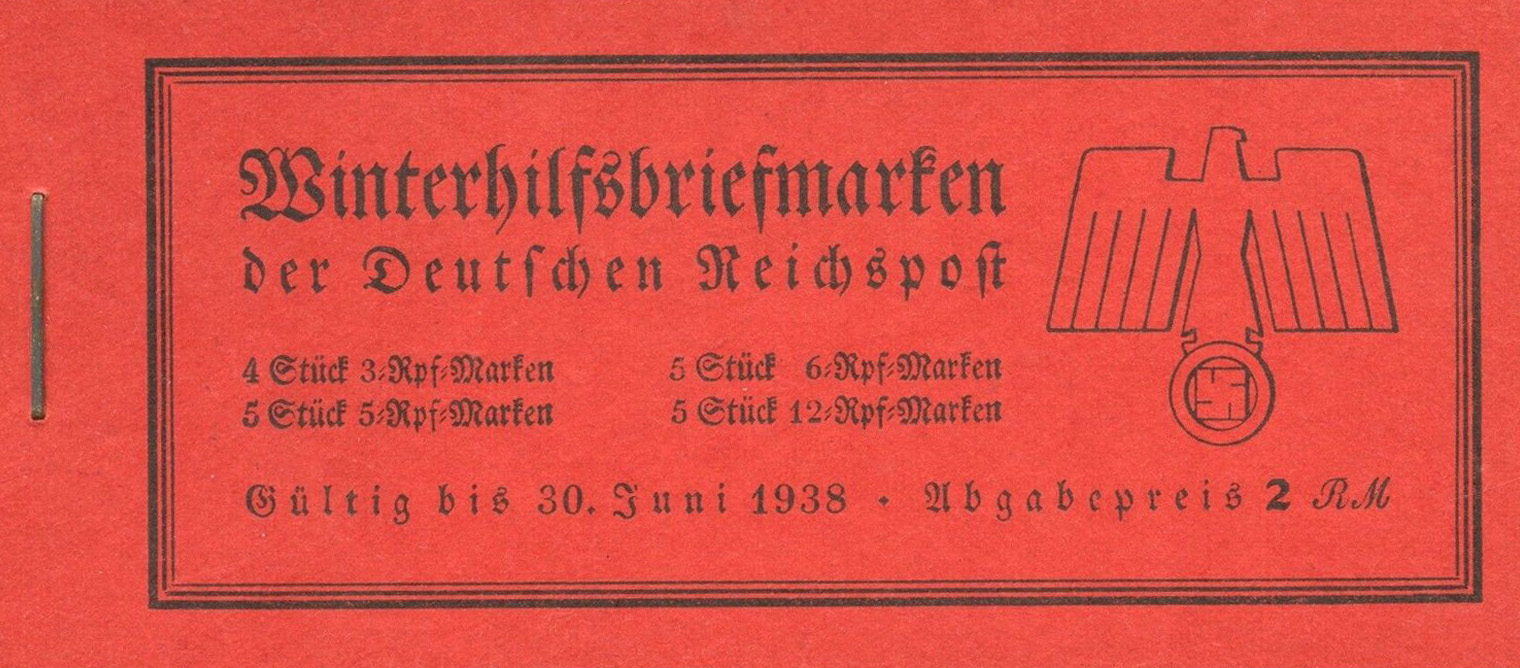 Winterhilfsbriefmarken
der Deutschen Reichspost
4 Stück 3-Rpf-Marken 5 Stück 6-Rpf-Marken
5 Stück 5-Rpf-Marken 5 Stück 12-Rpf-Marken
Gültig bis 30. Juni 1938 · Abgabepreis 2 RM